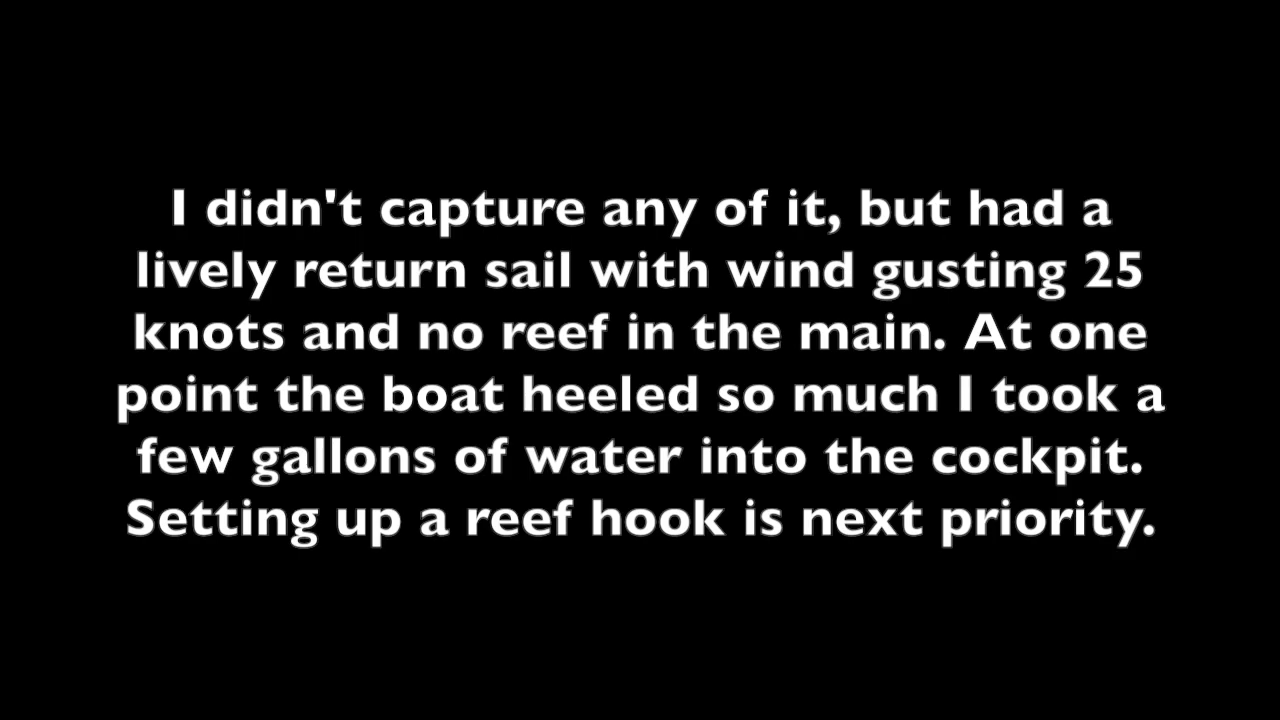 I didn't capture any of it, but had a
lively return sail with wind gusting 25
knots and no reef in the main. At one
point the boat heeled so much I took a
few gallons of water into the cockpit.
Setting up a reef hook is next priority.